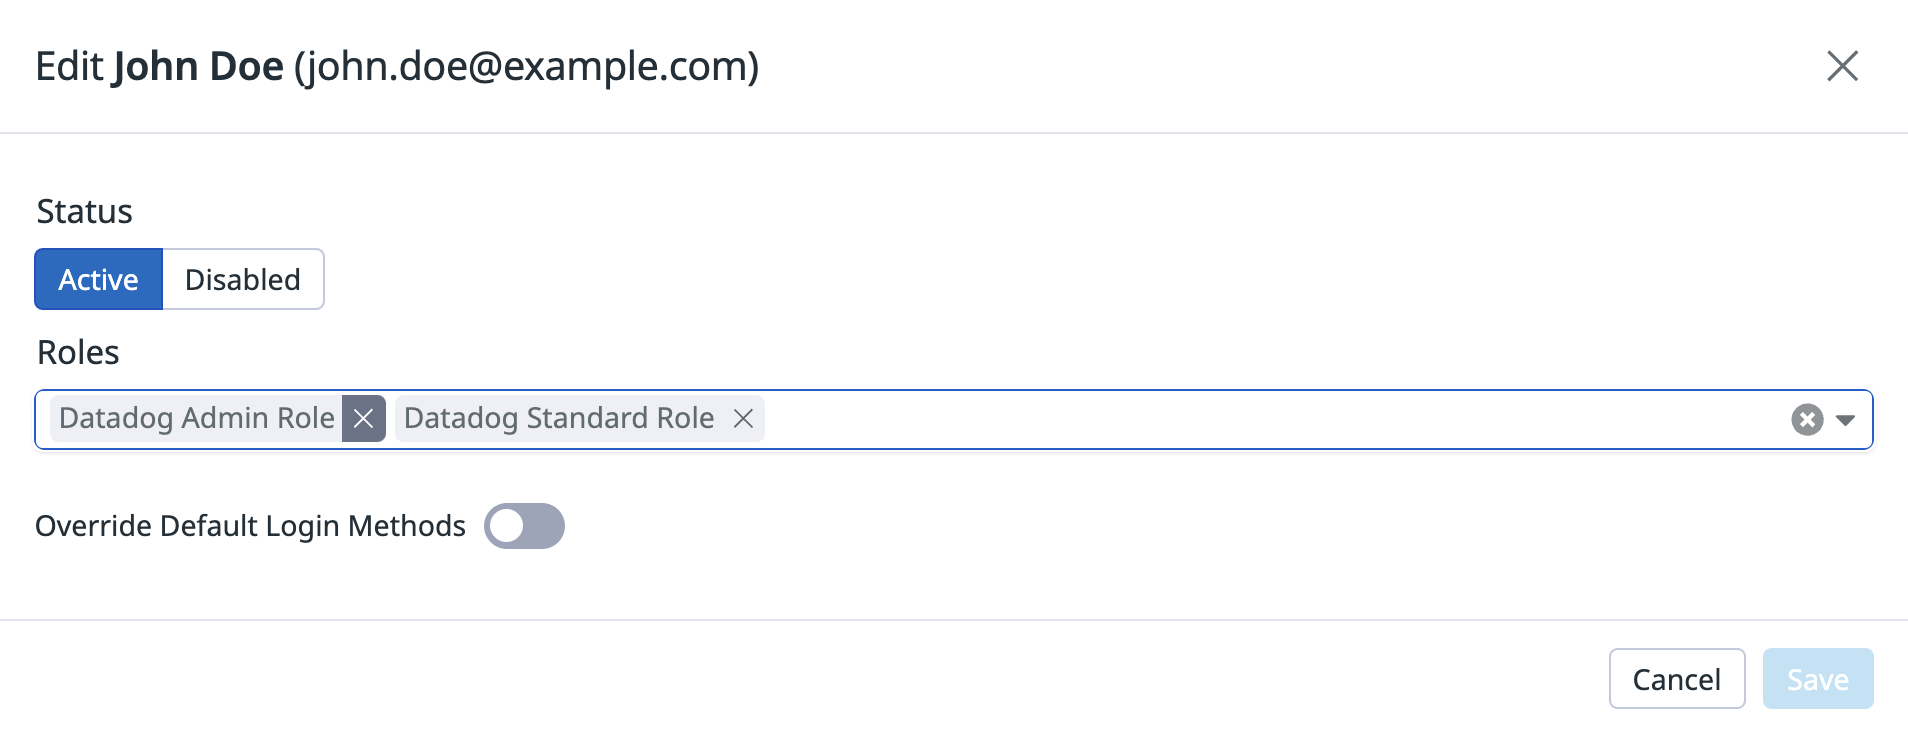 Edit John Doe (john.doe@example.com)
Status
Active Disabled
Roles
Datadog Admin Role Datadog Standard Role
Override Default Login Methods
Cancel Save